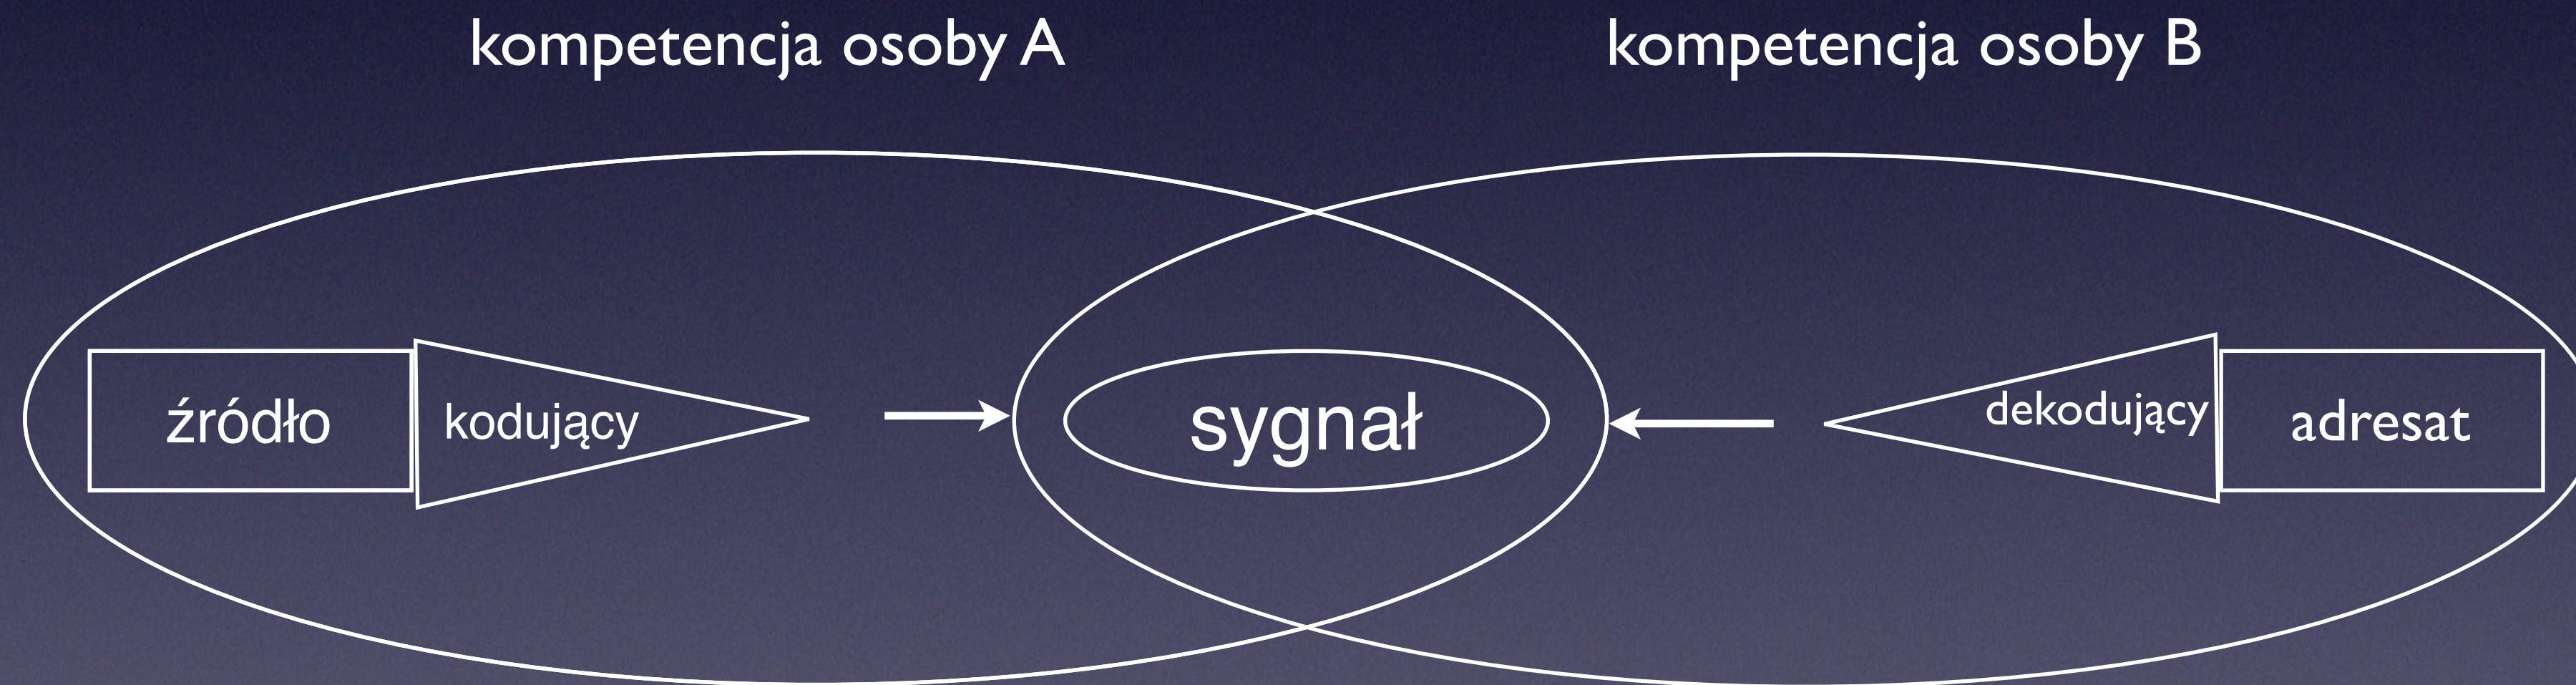 kompetencja osoby A
kompetencja osoby B
źródło
kodujący
sygnał
dekodujący
adresat